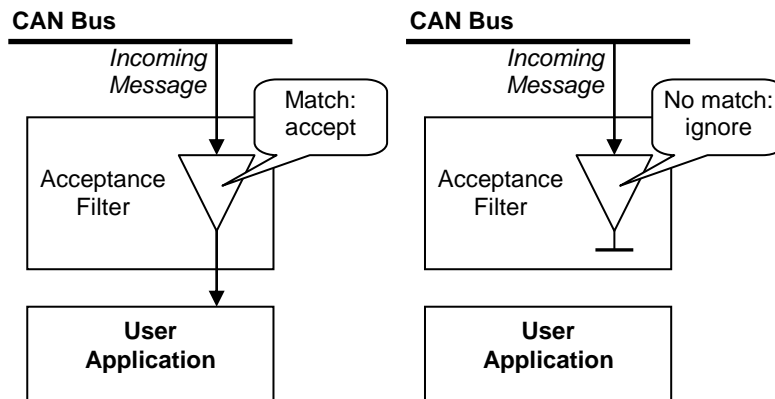 CAN Bus
Incoming
Message
Match:
accept
Acceptance
Filter
User
Application
CAN Bus
Incoming
Message
No match:
ignore
Acceptance
Filter
User
Application